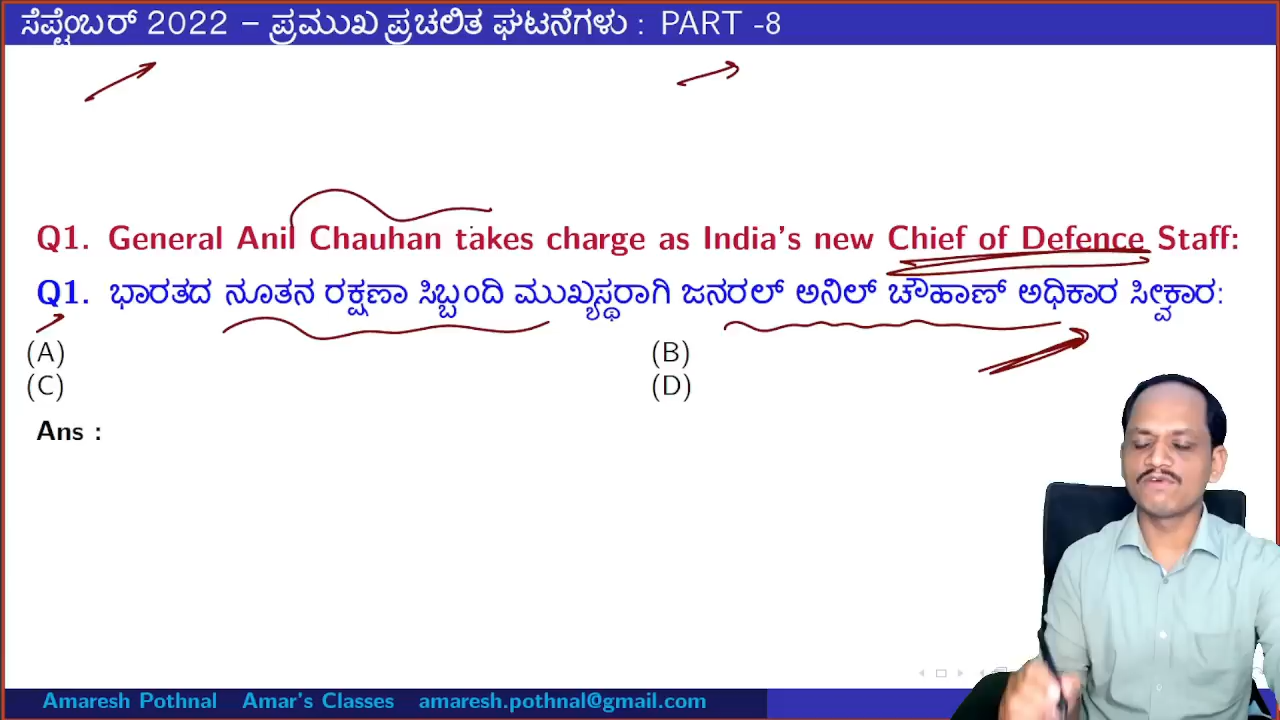 ಸೆಪ್ಟೆಂಬರ್ 2022 – ಪ್ರಮುಖ ಪ್ರಚಲಿತ ಘಟನೆಗಳು : PART -8
Q1. General Anil Chauhan takes charge as India's new Chief of Defence Staff:
Q1. ಭಾರತದ ನೂತನ ರಕ್ಷಣಾ ಸಿಬ್ಬಂದಿ ಮುಖ್ಯಸ್ಥರಾಗಿ ಜನರಲ್ ಅನಿಲ್ ಚೌಹಾಣ್ ಅಧಿಕಾರ ಸ್ವೀಕಾರ:
(A) (B)
(C) (D)
Ans :
Amaresh Pothnal Amar's Classes amaresh.pothnal@gmail.com